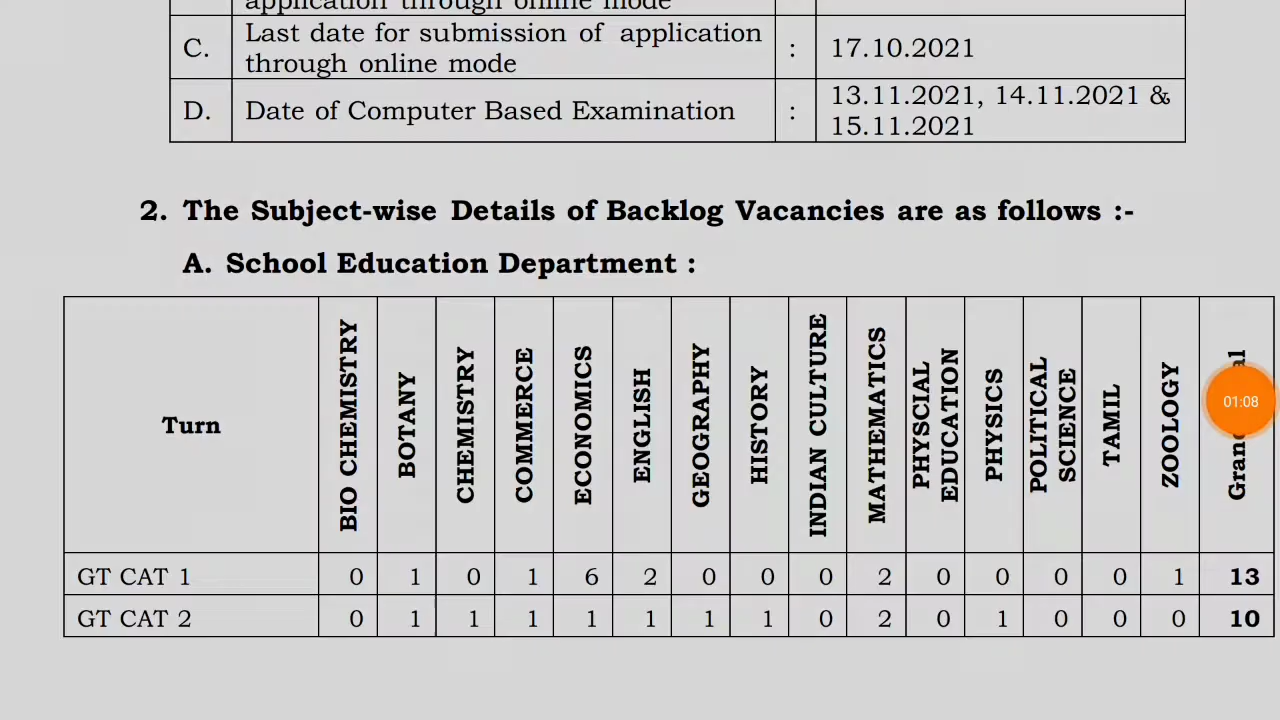 application through online mode
C. Last date for submission of application through online mode : 17.10.2021
D. Date of Computer Based Examination : 13.11.2021, 14.11.2021 & 15.11.2021
2. The Subject-wise Details of Backlog Vacancies are as follows :-
A. School Education Department :
Turn BIO CHEMISTRY BOTANY CHEMISTRY COMMERCE ECONOMICS ENGLISH GEOGRAPHY HISTORY INDIAN CULTURE MATHEMATICS PHYSCIAL EDUCATION PHYSICS POLITICAL SCIENCE TAMIL ZOOLOGY
01:08
GT CAT 1 0 1 0 1 6 2 0 0 0 2 0 0 0 0 1 13
GT CAT 2 0 1 1 1 1 1 1 1 0 2 0 1 0 0 0 10